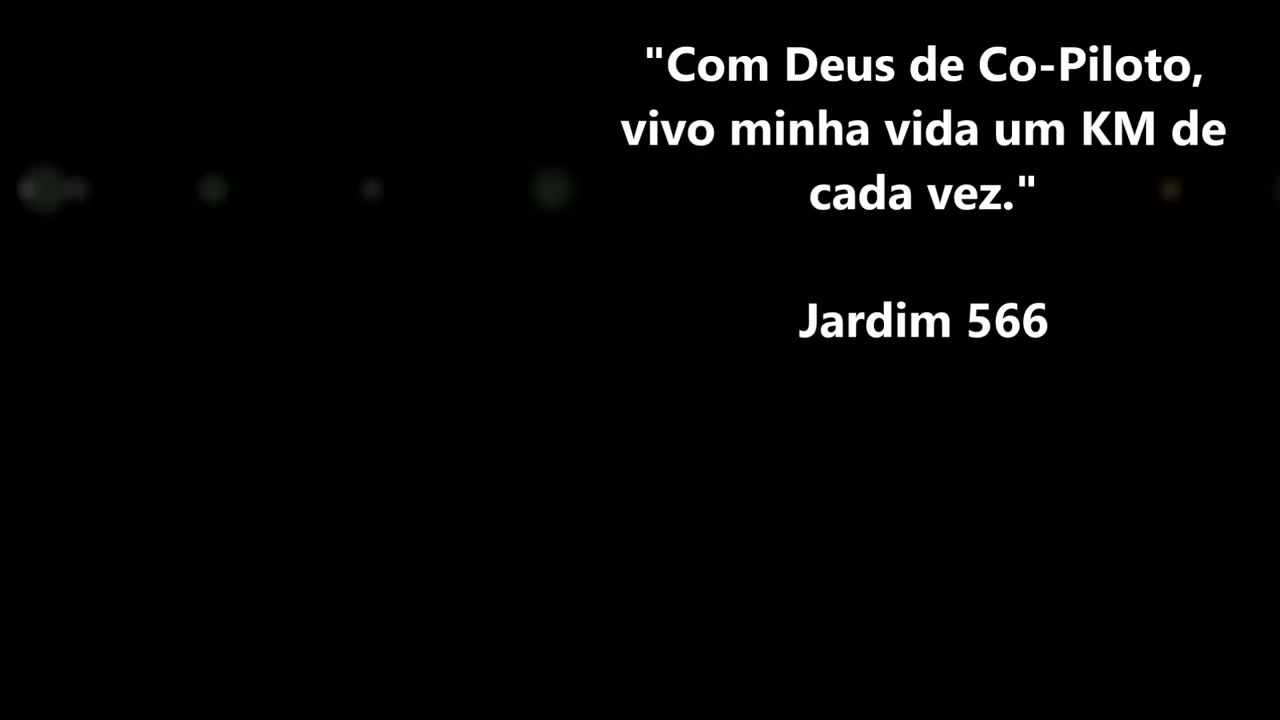 "Com Deus de Co-Piloto,
vivo minha vida um KM de
cada vez."
Jardim 566